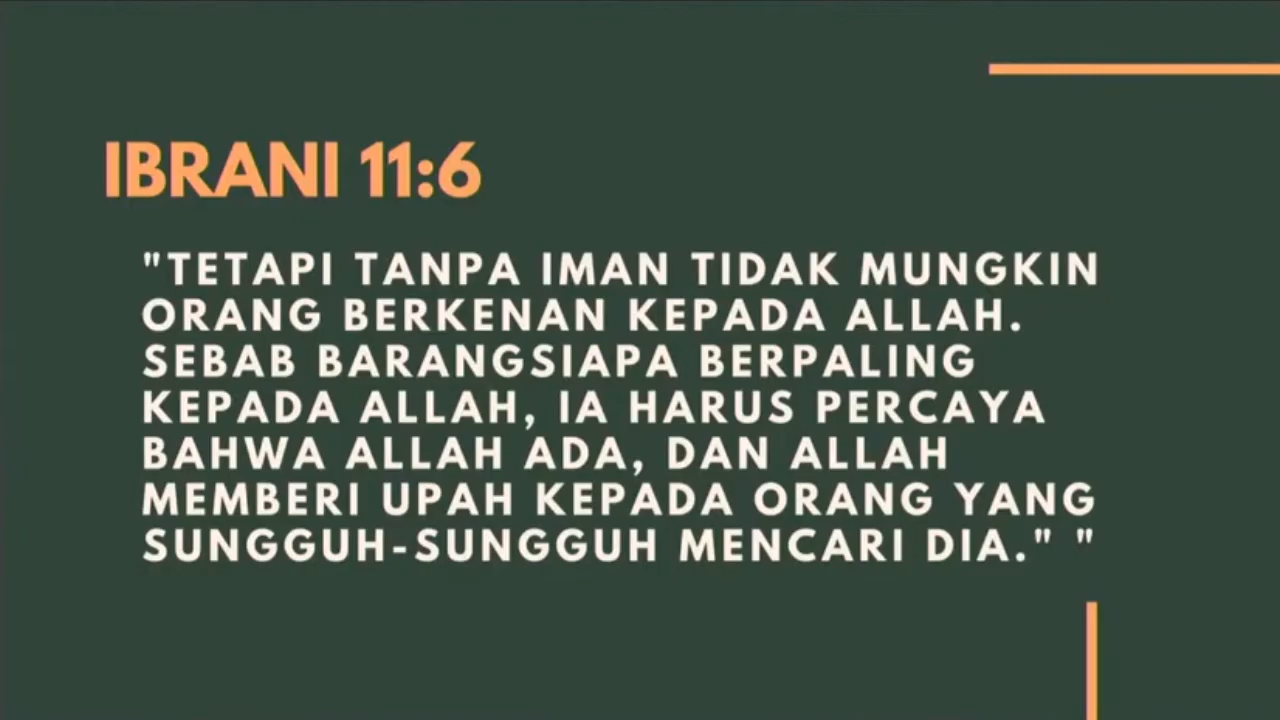 IBRANI 11:6
"TETAPI TANPA IMAN TIDAK MUNGKIN
ORANG BERKENAN KEPADA ALLAH.
SEBAB BARANGSIAPA BERPALING
KEPADA ALLAH, IA HARUS PERCAYA
BAHWA ALLAH ADA, DAN ALLAH
MEMBERI UPAH KEPADA ORANG YANG
SUNGGUH-SUNGGUH MENCARI DIA." "